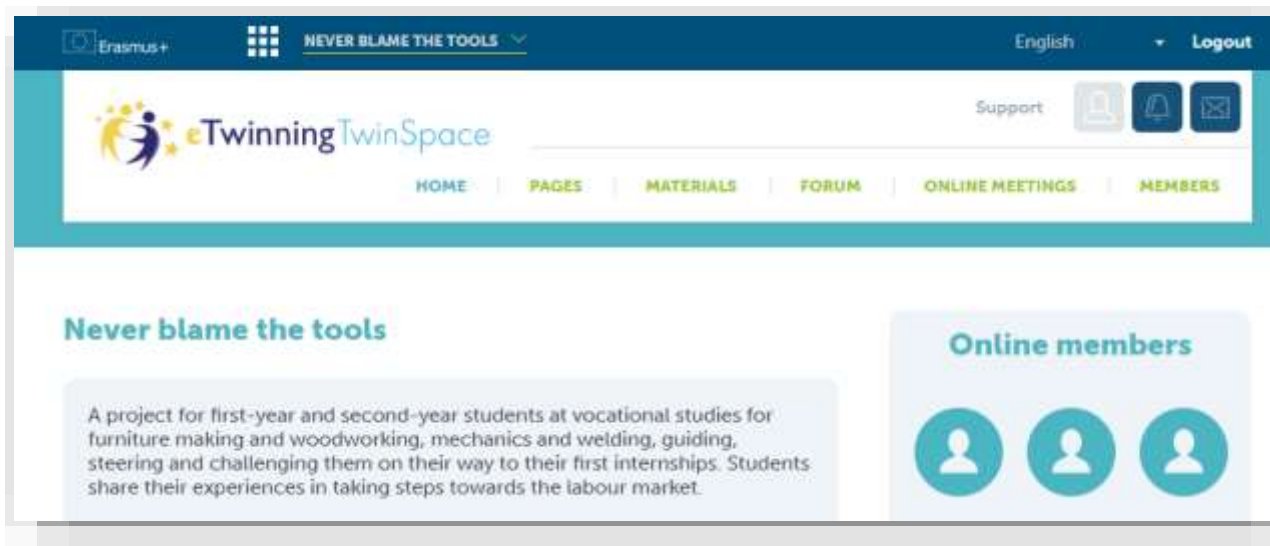 Erasmus+ NEVER BLAME THE TOOLS English Logout
eTwinning TwinSpace Support
HOME PAGES MATERIALS FORUM ONLINE MEETINGS MEMBERS
Never blame the tools
A project for first-year and second-year students at vocational studies for
furniture making and woodworking, mechanics and welding, guiding,
steering and challenging them on their way to their first internships. Students
share their experiences in taking steps towards the labour market.
Online members